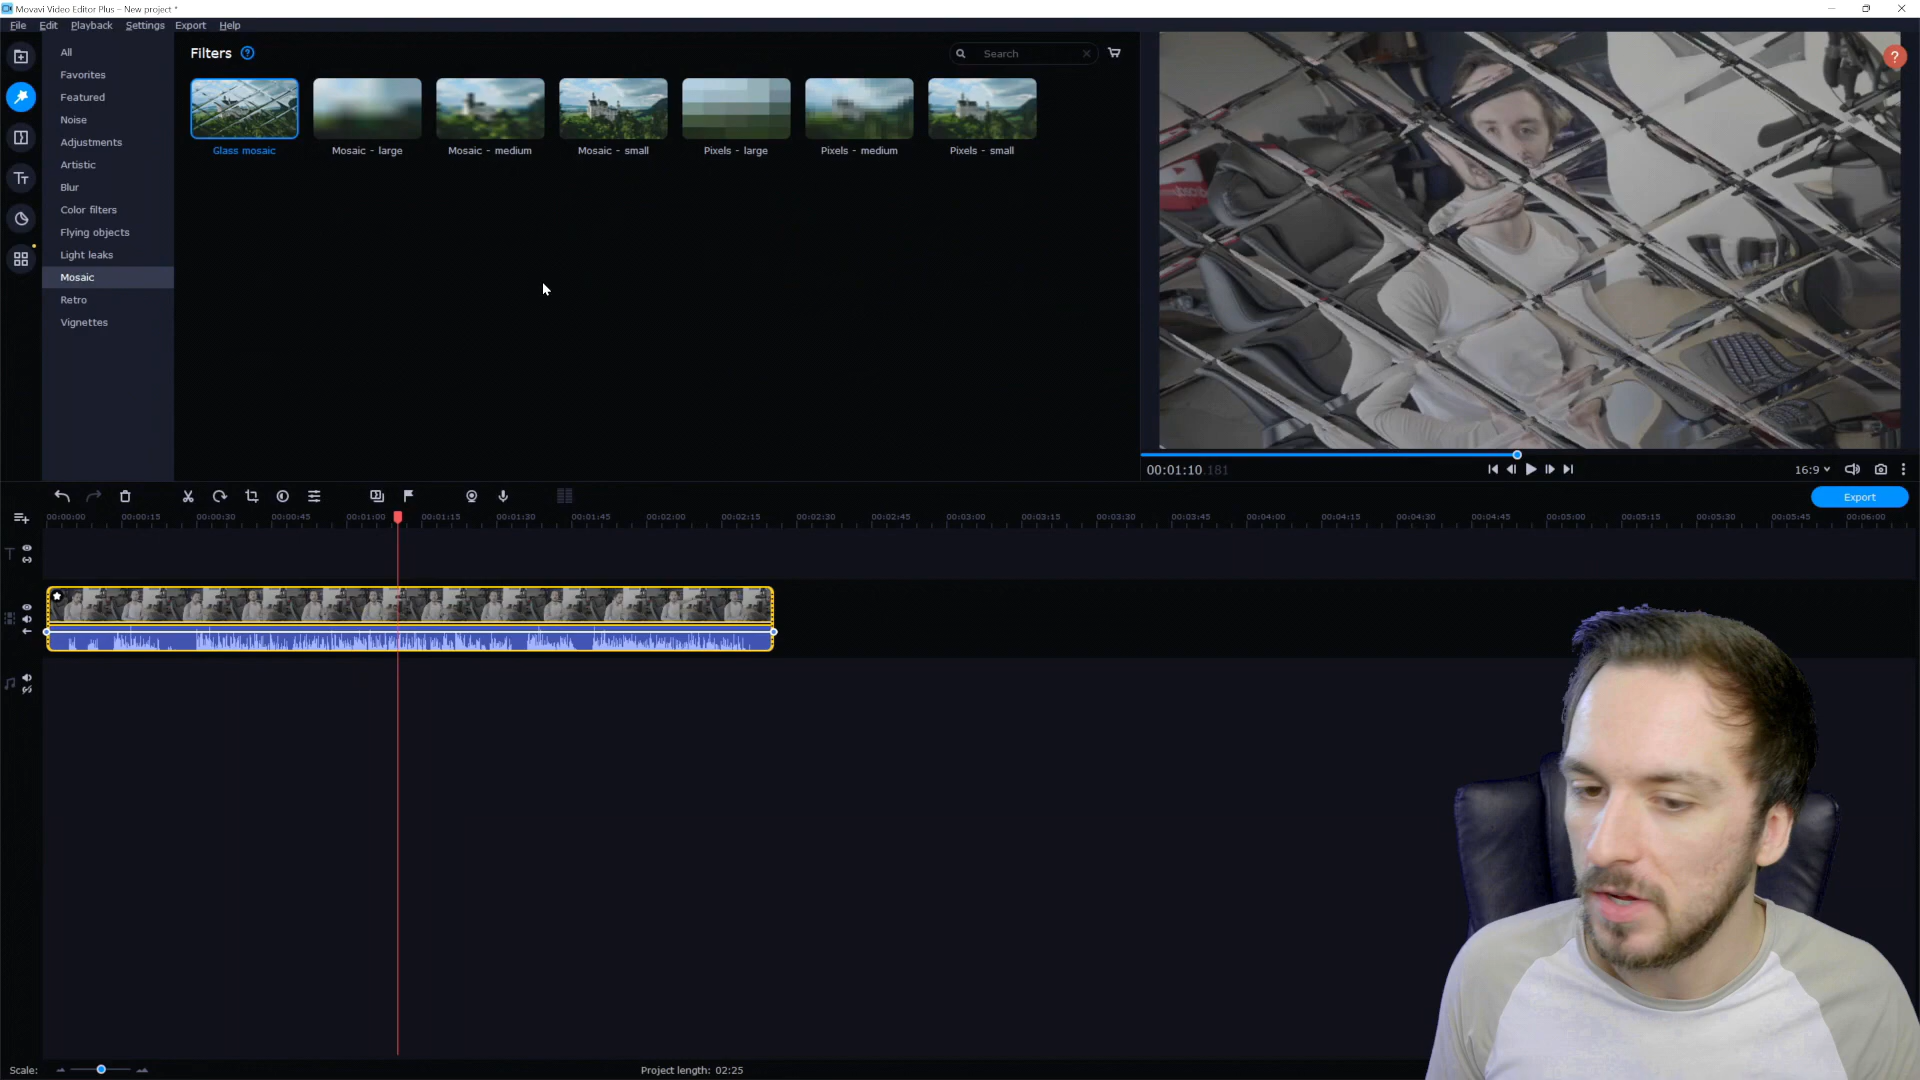 Movavi Video Editor Plus – New project *
File Edit Playback Settings Export Help
All
Favorites
Featured
Noise
Adjustments
Artistic
Blur
Color filters
Flying objects
Light leaks
Mosaic
Retro
Vignettes
Filters ?
Search
Glass mosaic
Mosaic - large
Mosaic - medium
Mosaic - small
Pixels - large
Pixels - medium
Pixels - small
?
00:01:10.181
16:9
Export
00:00:00 00:00:15 00:00:30 00:00:45 00:01:00 00:01:15 00:01:30 00:01:45 00:02:00 00:02:15 00:02:30 00:02:45 00:03:00 00:03:15 00:03:30 00:03:45 00:04:00 00:04:15 00:04:30 00:04:45 00:05:00 00:05:15 00:05:30 00:05:45 00:06:00
Scale:
Project length: 02:25